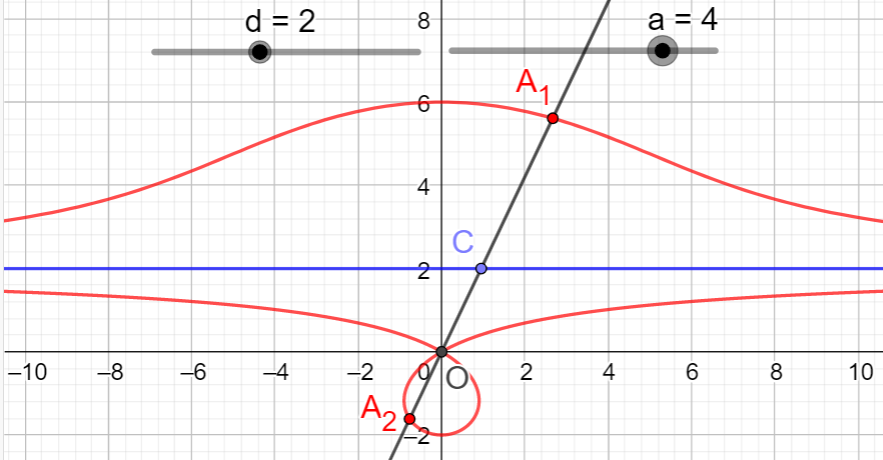 d = 2
a = 4
8
A₁
6
4
C
2
–10 –8 –6 –4 –2 0 O 2 4 6 8 10
A₂
–2